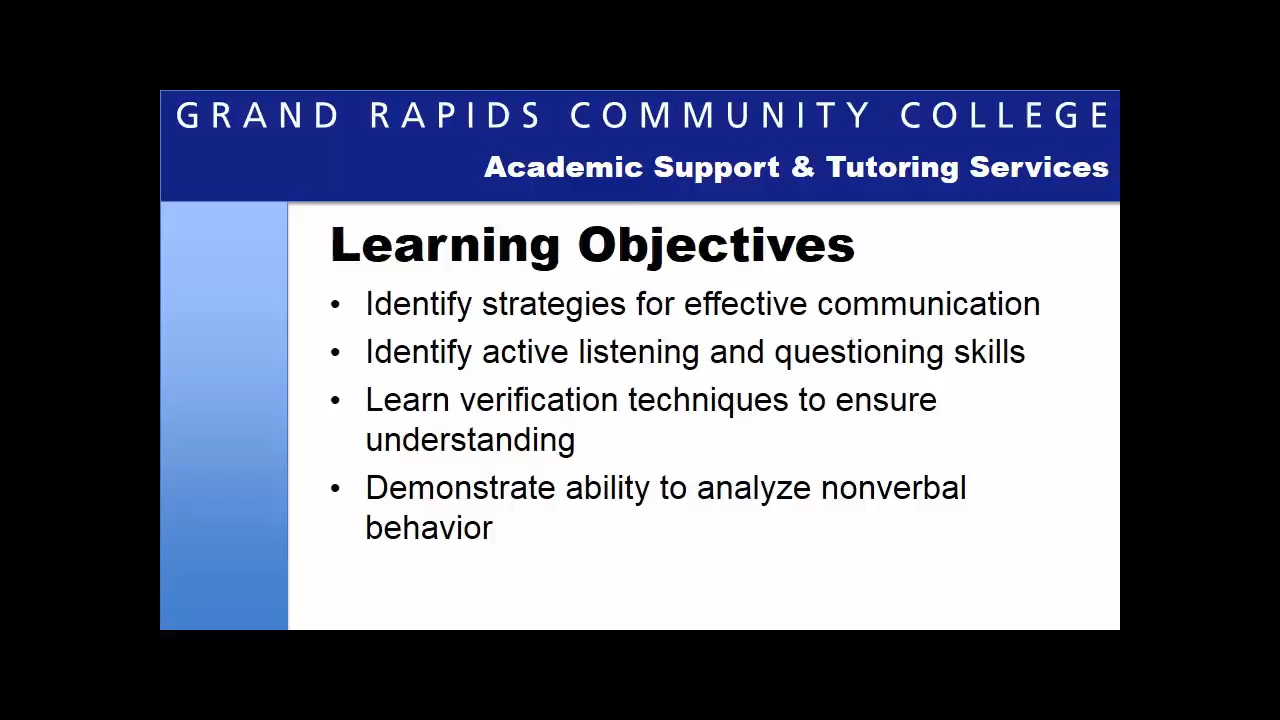 GRAND RAPIDS COMMUNITY COLLEGE
Academic Support & Tutoring Services
Learning Objectives
• Identify strategies for effective communication
• Identify active listening and questioning skills
• Learn verification techniques to ensure
understanding
• Demonstrate ability to analyze nonverbal
behavior